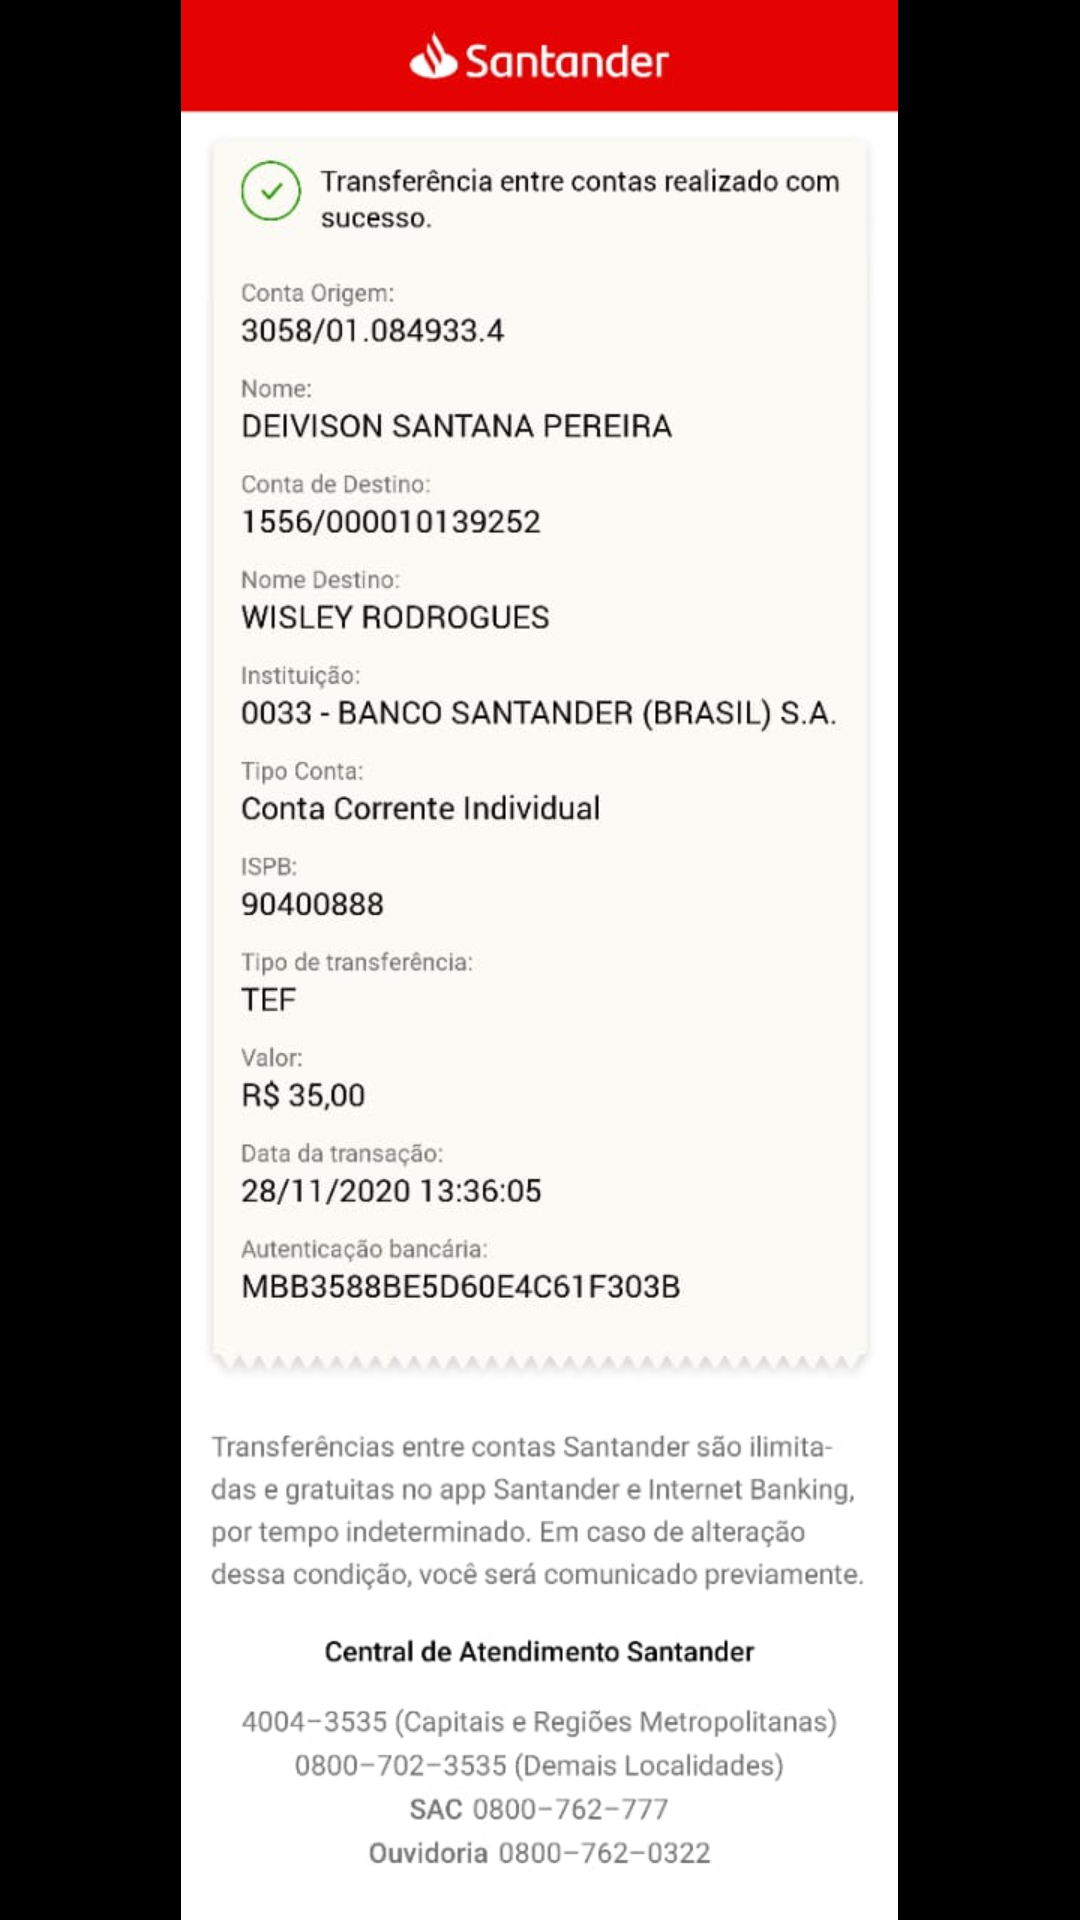 Santander
Transferência entre contas realizado com
sucesso.
Conta Origem:
3058/01.084933.4
Nome:
DEIVISON SANTANA PEREIRA
Conta de Destino:
1556/000010139252
Nome Destino:
WISLEY RODROGUES
Instituição:
0033 - BANCO SANTANDER (BRASIL) S.A.
Tipo Conta:
Conta Corrente Individual
ISPB:
90400888
Tipo de transferência:
TEF
Valor:
R$ 35,00
Data da transação:
28/11/2020 13:36:05
Autenticação bancária:
MBB3588BE5D60E4C61F303B
Transferências entre contas Santander são ilimita-
das e gratuitas no app Santander e Internet Banking,
por tempo indeterminado. Em caso de alteração
dessa condição, você será comunicado previamente.
Central de Atendimento Santander
4004–3535 (Capitais e Regiões Metropolitanas)
0800–702–3535 (Demais Localidades)
SAC 0800–762–777
Ouvidoria 0800–762–0322